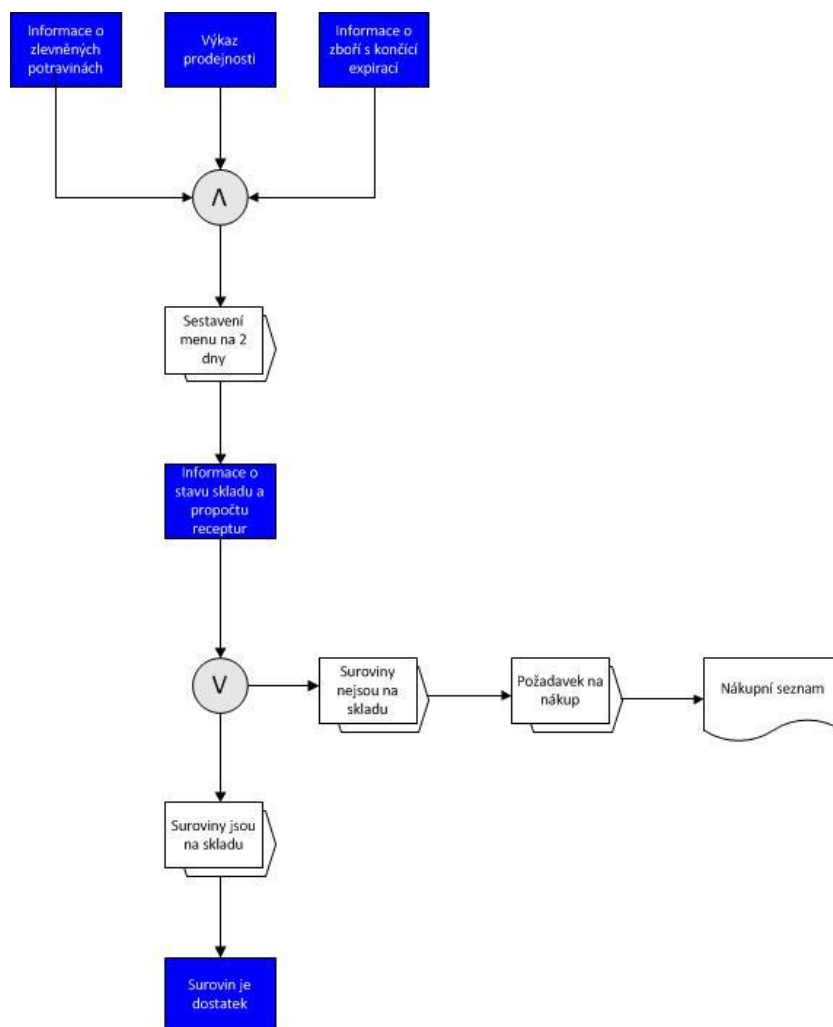 Informace o
zlevněných
potravinách
Výkaz
prodejnosti
Informace o
zboří s končící
expirací
Λ
Sestavení
menu na 2
dny
Informace o
stavu skladu a
propočtu
receptur
V
Suroviny
nejsou na
skladu
Požadavek na
nákup
Nákupní seznam
Suroviny jsou
na skladu
Surovin je
dostatek